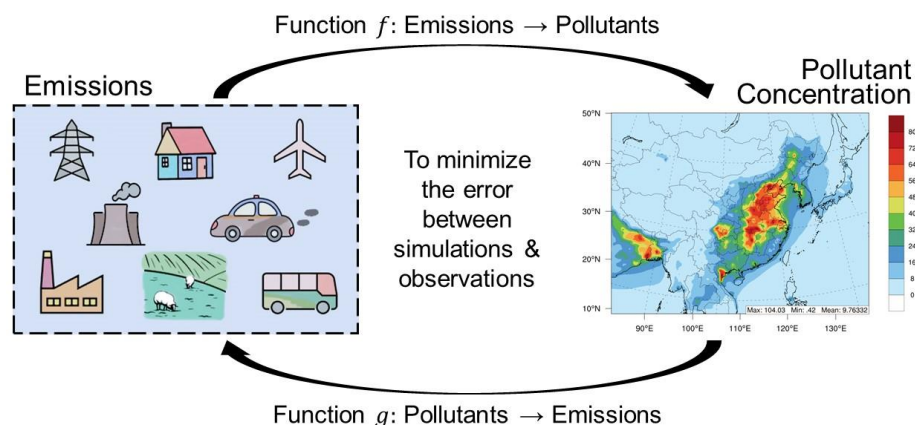 Function f: Emissions → Pollutants
Emissions
Pollutant
Concentration
To minimize
the error
between
simulations &
observations
50°N
40°N
30°N
20°N
10°N
90°E
100°E
110°E
120°E
130°E
Max: 104.03 Min: .42 Mean: 9.76332
80
72
64
56
48
40
32
24
16
8
0
Function g: Pollutants → Emissions